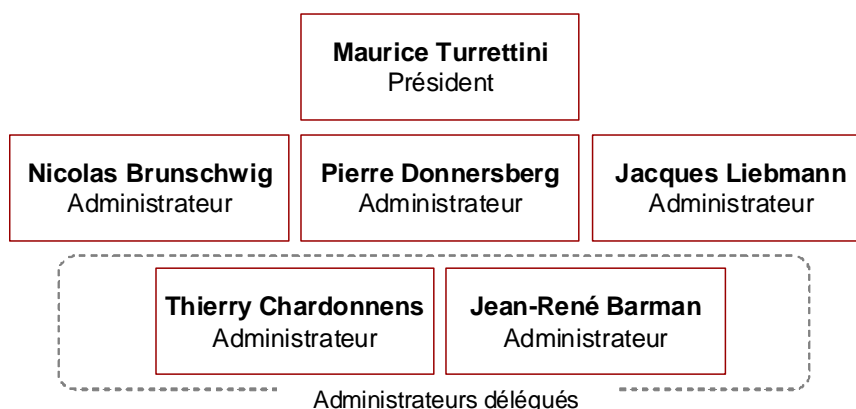 Maurice Turrettini
Président
Nicolas Brunschwig
Administrateur
Pierre Donnersberg
Administrateur
Jacques Liebmann
Administrateur
Thierry Chardonnens
Administrateur
Jean-René Barman
Administrateur
Administrateurs délégués